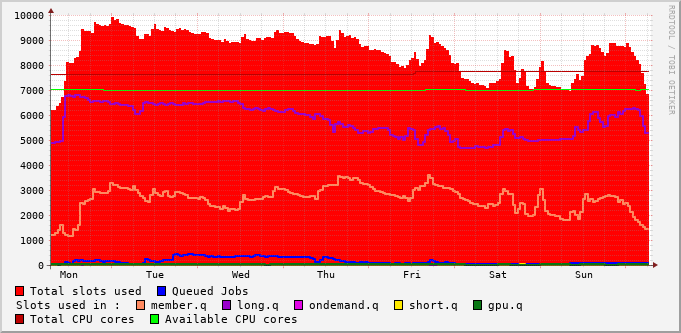 10000
9000
8000
7000
6000
5000
4000
3000
2000
1000
0
Mon Tue Wed Thu Fri Sat Sun
RRDTOOL / TOBI OETIKER
Total slots used Queued Jobs
Slots used in : member.q long.q ondemand.q short.q gpu.q
Total CPU cores Available CPU cores